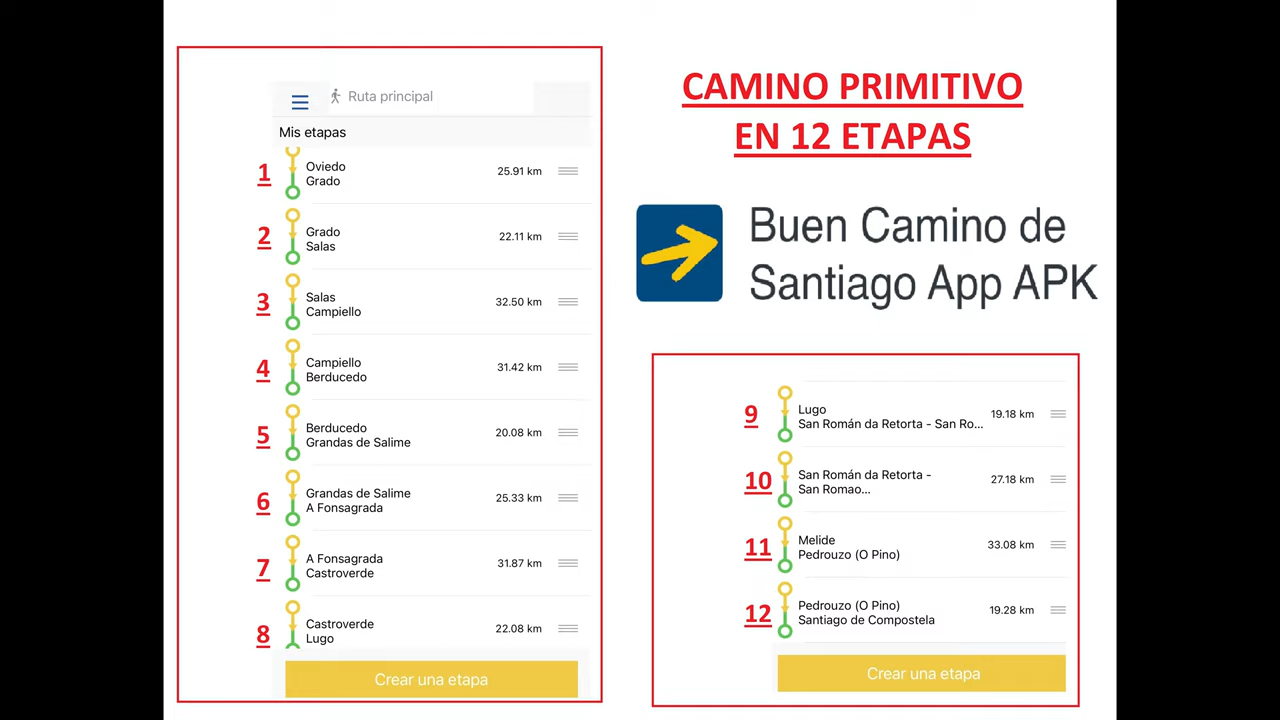 Ruta principal
Mis etapas
1
Oviedo
Grado
25.91 km
2
Grado
Salas
22.11 km
3
Salas
Campiello
32.50 km
4
Campiello
Berducedo
31.42 km
5
Berducedo
Grandas de Salime
20.08 km
6
Grandas de Salime
A Fonsagrada
25.33 km
7
A Fonsagrada
Castroverde
31.87 km
8
Castroverde
Lugo
22.08 km
Crear una etapa
CAMINO PRIMITIVO
EN 12 ETAPAS
Buen Camino de
Santiago App APK
9
Lugo
San Román da Retorta - San Ro...
19.18 km
10
San Román da Retorta -
San Romao...
27.18 km
11
Melide
Pedrouzo (O Pino)
33.08 km
12
Pedrouzo (O Pino)
Santiago de Compostela
19.28 km
Crear una etapa